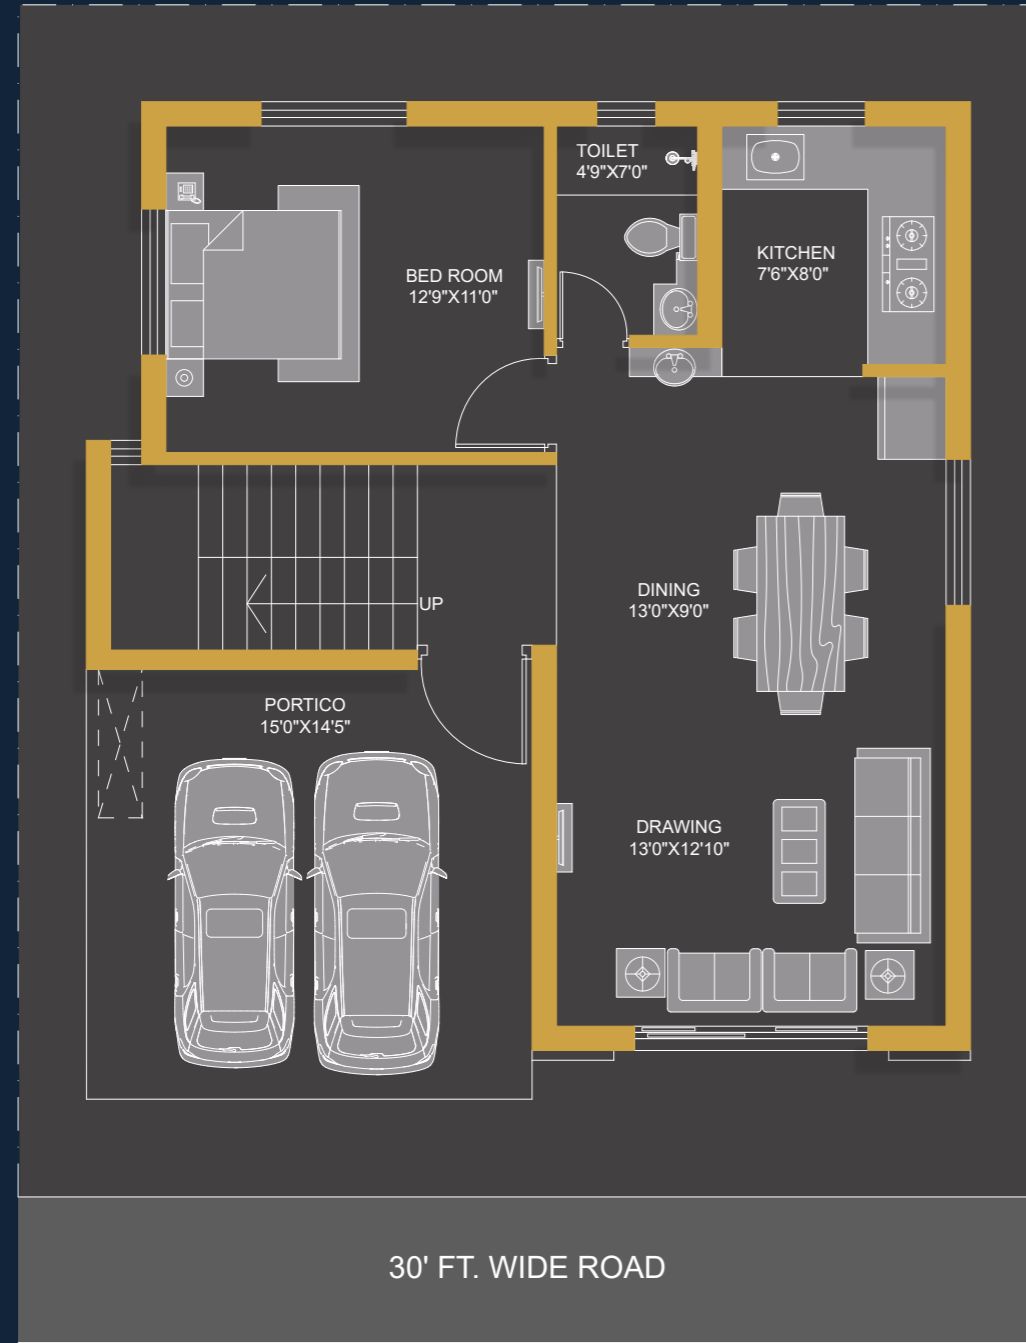 TOILET
4'9"X7'0"
KITCHEN
7'6"X8'0"
BED ROOM
12'9"X11'0"
DINING
13'0"X9'0"
UP
PORTICO
15'0"X14'5"
DRAWING
13'0"X12'10"
30' FT. WIDE ROAD